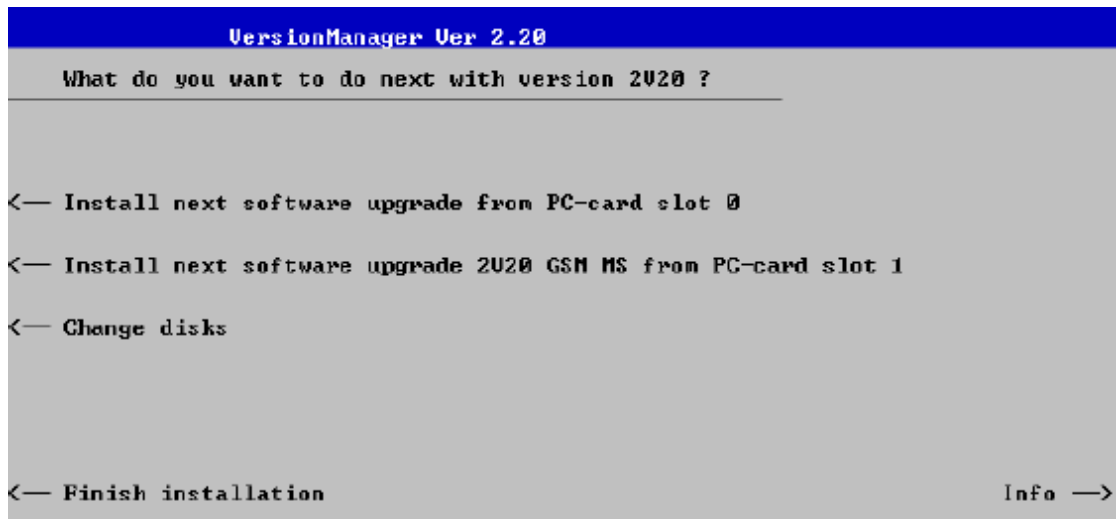 VersionManager Ver 2.20
What do you want to do next with version 2V20 ?
<-- Install next software upgrade from PC-card slot 0
<-- Install next software upgrade 2V20 GSM MS from PC-card slot 1
<-- Change disks
<-- Finish installation Info -->